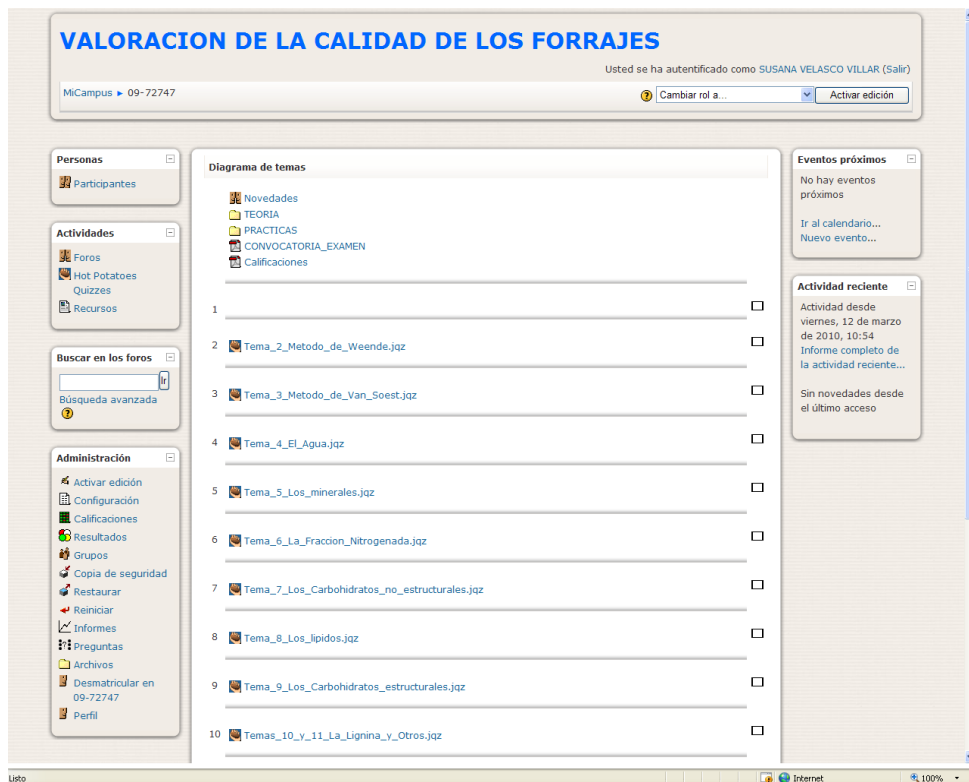 VALORACION DE LA CALIDAD DE LOS FORRAJES
Usted se ha autentificado como SUSANA VELASCO VILLAR (Salir)
MiCampus ► 09-72747
Cambiar rol a...
Activar edición
Personas
Participantes
Actividades
Foros
Hot Potatoes
Quizzes
Recursos
Buscar en los foros
Ir
Búsqueda avanzada
Administración
Activar edición
Configuración
Calificaciones
Resultados
Grupos
Copia de seguridad
Restaurar
Reiniciar
Informes
Preguntas
Archivos
Desmatricular en
09-72747
Perfil
Diagrama de temas
Novedades
TEORIA
PRACTICAS
CONVOCATORIA_EXAMEN
Calificaciones
1
2 Tema_2_Metodo_de_Weende.jqz
3 Tema_3_Metodo_de_Van_Soest.jqz
4 Tema_4_El_Agua.jqz
5 Tema_5_Los_minerales.jqz
6 Tema_6_La_Fraccion_Nitrogenada.jqz
7 Tema_7_Los_Carbohidratos_no_estructurales.jqz
8 Tema_8_Los_lipidos.jqz
9 Tema_9_Los_Carbohidratos_estructurales.jqz
10 Temas_10_y_11_La_Lignina_y_Otros.jqz
Eventos próximos
No hay eventos
próximos
Ir al calendario...
Nuevo evento...
Actividad reciente
Actividad desde
viernes, 12 de marzo
de 2010, 10:54
Informe completo de
la actividad reciente...
Sin novedades desde
el último acceso
Listo
Internet
100%